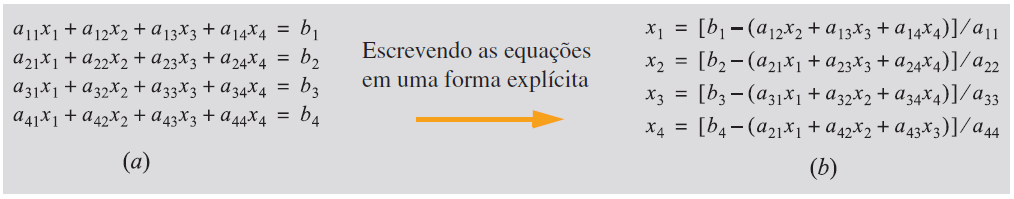 a₁₁x₁ + a₁₂x₂ + a₁₃x₃ + a₁₄x₄ = b₁
a₂₁x₁ + a₂₂x₂ + a₂₃x₃ + a₂₄x₄ = b₂
a₃₁x₁ + a₃₂x₂ + a₃₃x₃ + a₃₄x₄ = b₃
a₄₁x₁ + a₄₂x₂ + a₄₃x₃ + a₄₄x₄ = b₄
(a)
Escrevendo as equações
em uma forma explícita
x₁ = [b₁ – (a₁₂x₂ + a₁₃x₃ + a₁₄x₄)]/a₁₁
x₂ = [b₂ – (a₂₁x₁ + a₂₃x₃ + a₂₄x₄)]/a₂₂
x₃ = [b₃ – (a₃₁x₁ + a₃₂x₂ + a₃₄x₄)]/a₃₃
x₄ = [b₄ – (a₂₁x₁ + a₄₂x₂ + a₄₃x₃)]/a₄₄
(b)